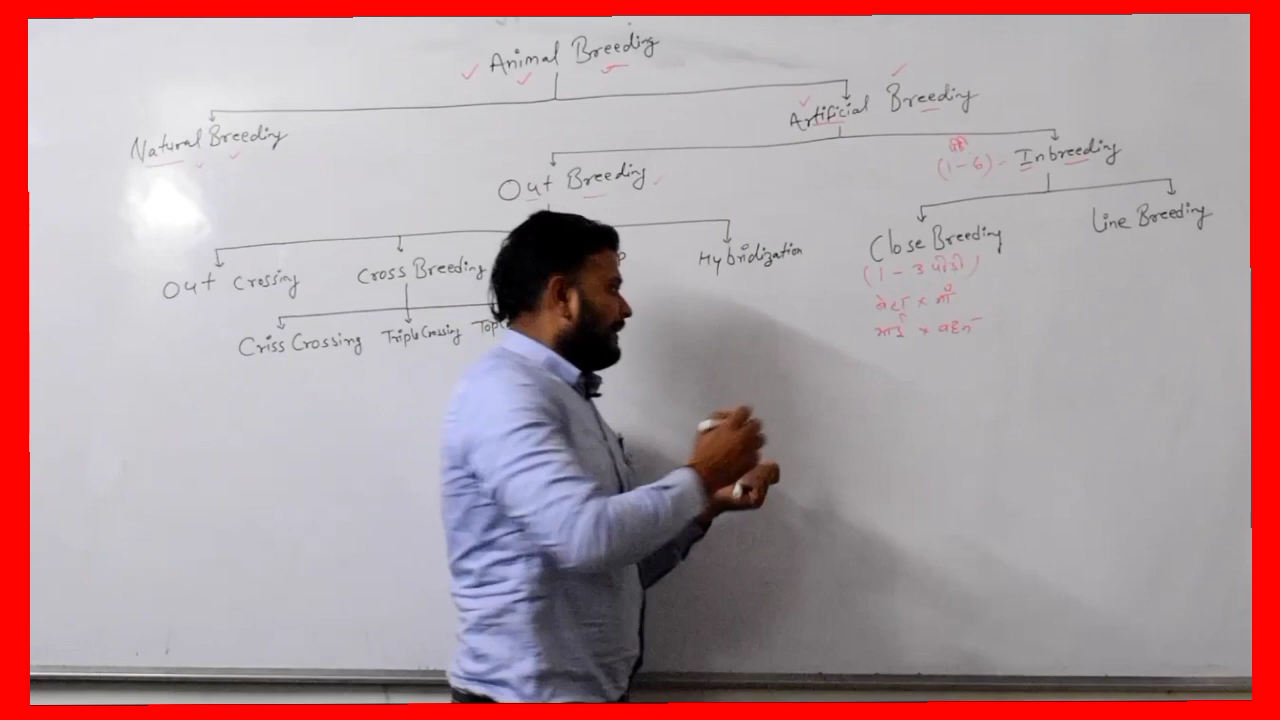 Animal Breeding
Natural Breeding
Artificial Breeding
Out Breeding
पीढी
(1-6) - Inbreeding
Out Crossing
Cross Breeding
Hybridization
Close Breeding
Line Breeding
(1 - 3 पीढी)
बेटा × माँ
भाई × बहन
Criss Crossing
Triple Crossing